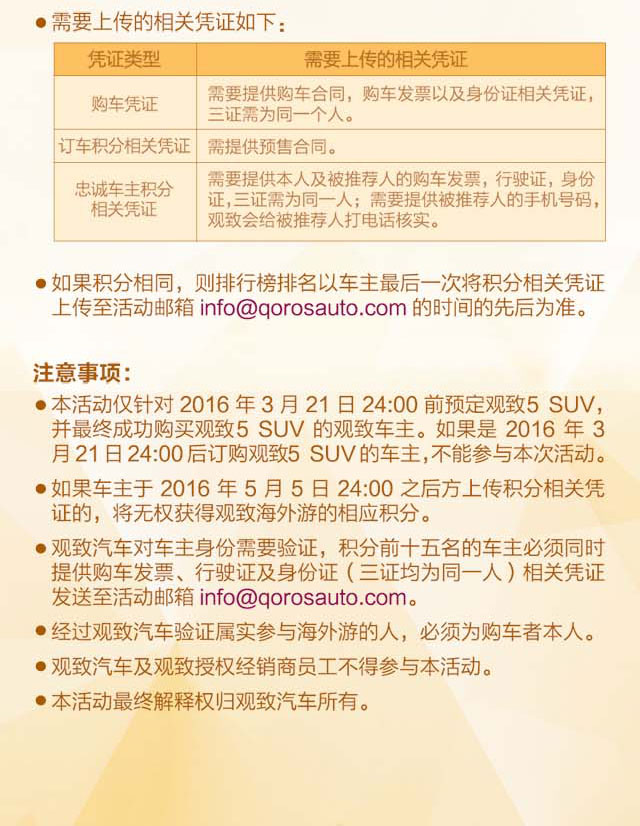 ●需要上传的相关凭证如下：
凭证类型 需要上传的相关凭证
购车凭证 需要提供购车合同，购车发票以及身份证相关凭证，
三证需为同一个人。
订车积分相关凭证 需提供预售合同。
忠诚车主积分
相关凭证
需要提供本人及被推荐人的购车发票，行驶证，身份
证,三证需为同一人；需要提供被推荐人的手机号码，
观致会给被推荐人打电话核实。
●如果积分相同，则排行榜排名以车主最后一次将积分相关凭证
上传至活动邮箱 info@qorosauto.com 的时间的先后为准。
注意事项：
●本活动仅针对 2016 年 3 月 21 日 24:00 前预定观致5 SUV，
并最终成功购买观致5 SUV 的观致车主。如果是 2016 年 3
月 21 日 24:00 后订购观致5 SUV 的车主,不能参与本次活动。
●如果车主于 2016 年 5 月 5 日 24:00 之后方上传积分相关凭
证的，将无权获得观致海外游的相应积分。
●观致汽车对车主身份需要验证，积分前十五名的车主必须同时
提供购车发票、行驶证及身份证（三证均为同一人）相关凭证
发送至活动邮箱 info@qorosauto.com。
●经过观致汽车验证属实参与海外游的人，必须为购车者本人。
●观致汽车及观致授权经销商员工不得参与本活动。
●本活动最终解释权归观致汽车所有。